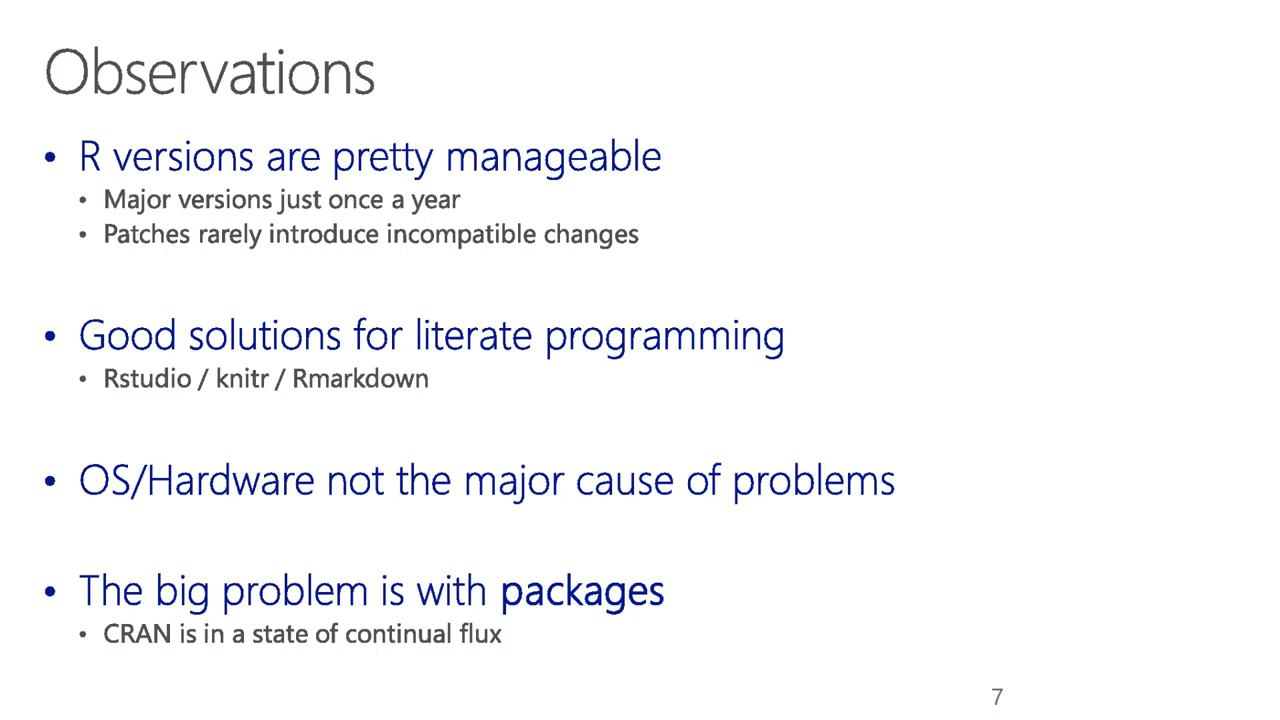 Observations
• R versions are pretty manageable
• Major versions just once a year
• Patches rarely introduce incompatible changes
• Good solutions for literate programming
• Rstudio / knitr / Rmarkdown
• OS/Hardware not the major cause of problems
• The big problem is with packages
• CRAN is in a state of continual flux
7